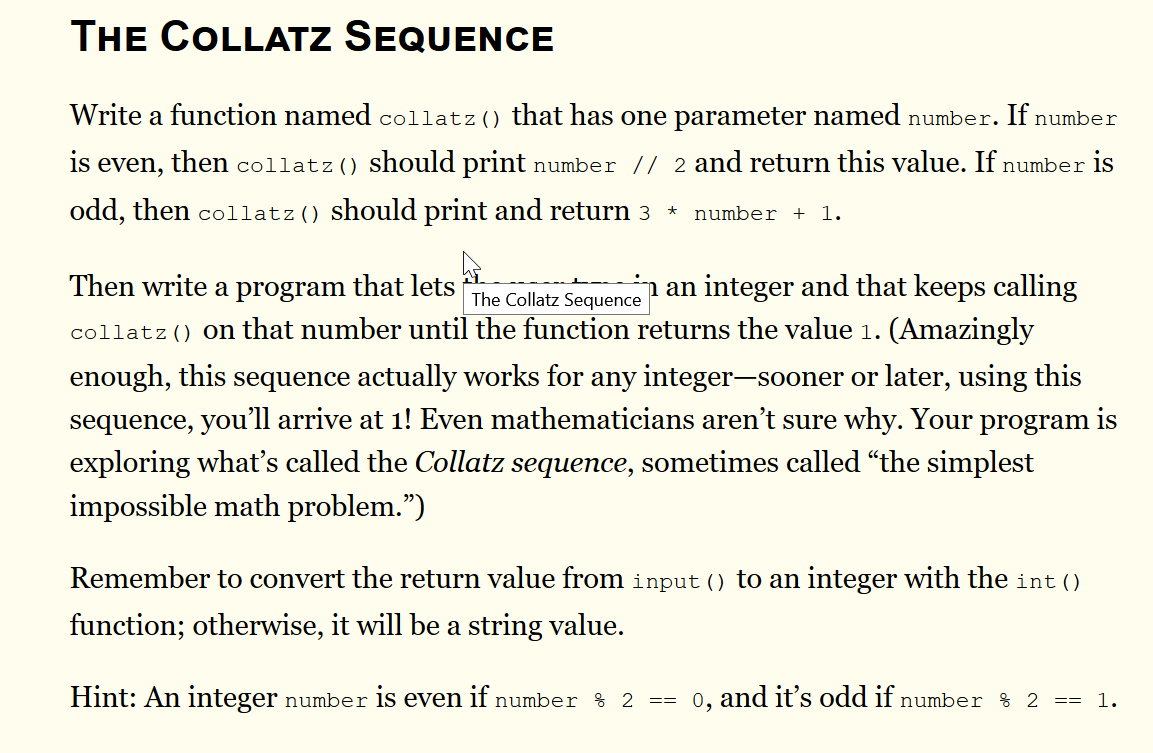 THE COLLATZ SEQUENCE
Write a function named collatz() that has one parameter named number. If number
is even, then collatz() should print number // 2 and return this value. If number is
odd, then collatz() should print and return 3 * number + 1.
Then write a program that lets in an integer and that keeps calling
The Collatz Sequence
collatz() on that number until the function returns the value 1. (Amazingly
enough, this sequence actually works for any integer—sooner or later, using this
sequence, you’ll arrive at 1! Even mathematicians aren’t sure why. Your program is
exploring what’s called the Collatz sequence, sometimes called “the simplest
impossible math problem.”)
Remember to convert the return value from input() to an integer with the int()
function; otherwise, it will be a string value.
Hint: An integer number is even if number % 2 == 0, and it’s odd if number % 2 == 1.